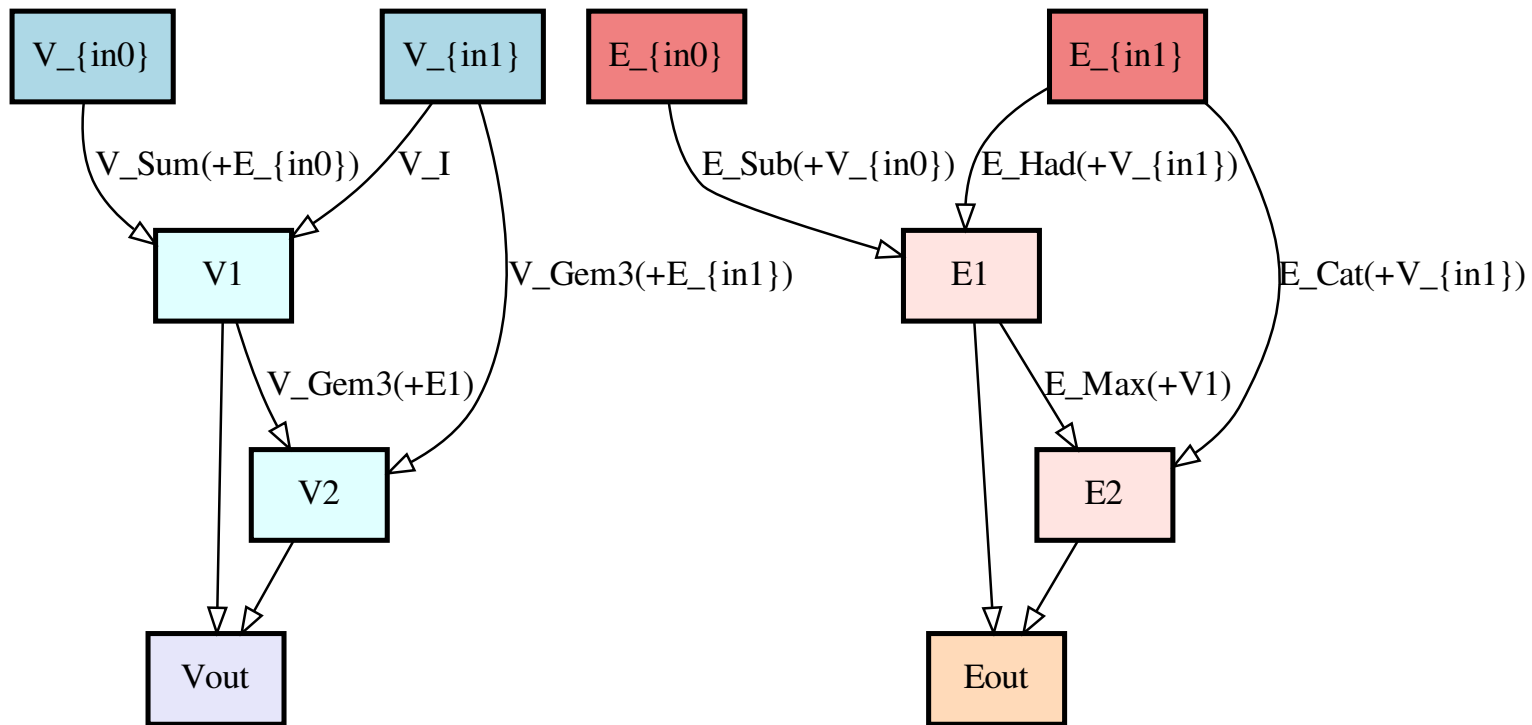 V_{in0}
V_{in1}
E_{in0}
E_{in1}
V_Sum(+E_{in0})
V_I
E_Sub(+V_{in0})
E_Had(+V_{in1})
V1
V_Gem3(+E_{in1})
E1
E_Cat(+V_{in1})
V_Gem3(+E1)
E_Max(+V1)
V2
E2
Vout
Eout